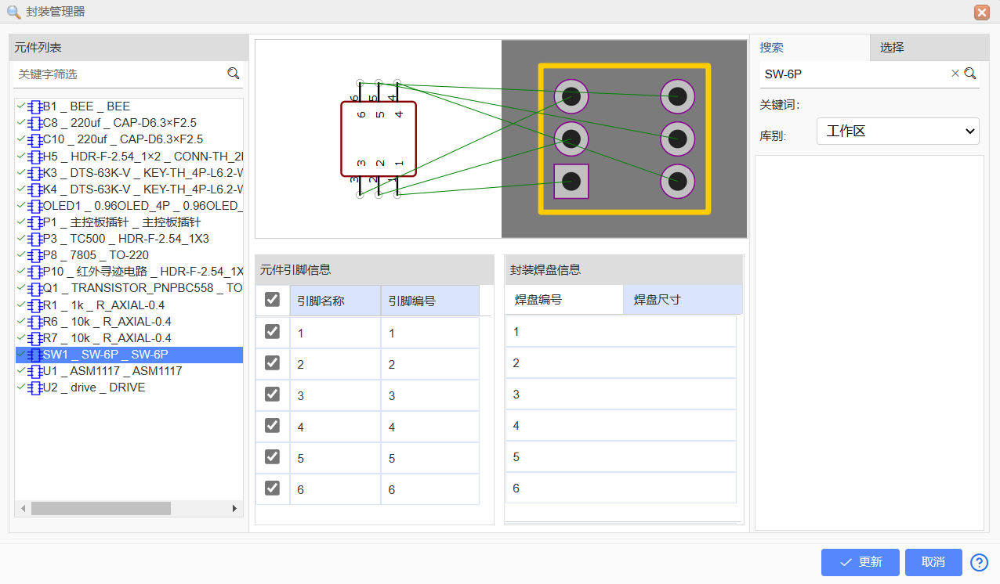 封装管理器
元件列表
关键字筛选
B1 _ BEE _ BEE
C8 _ 220uf _ CAP-D6.3×F2.5
C10 _ 220uf _ CAP-D6.3×F2.5
H5 _ HDR-F-2.54_1×2 _ CONN-TH_2
K3 _ DTS-63K-V _ KEY-TH_4P-L6.2-W
K4 _ DTS-63K-V _ KEY-TH_4P-L6.2-W
OLED1 _ 0.96OLED_4P _ 0.96OLED_
P1 _ 主控板插针 _ 主控板插针
P3 _ TC500 _ HDR-F-2.54_1X3
P8 _ 7805 _ TO-220
P10 _ 红外寻迹电路 _ HDR-F-2.54_1X
Q1 _ TRANSISTOR_PNPBC558 _ TO
R1 _ 1k _ R_AXIAL-0.4
R6 _ 10k _ R_AXIAL-0.4
R7 _ 10k _ R_AXIAL-0.4
SW1 _ SW-6P _ SW-6P
U1 _ ASM1117 _ ASM1117
U2 _ drive _ DRIVE
6 5 4
6 5 4
3 2 1
3 2 1
元件引脚信息
引脚名称 引脚编号
1 1
2 2
3 3
4 4
5 5
6 6
封装焊盘信息
焊盘编号 焊盘尺寸
1
2
3
4
5
6
搜索 选择
SW-6P
关键词:
库别: 工作区
更新 取消 ?